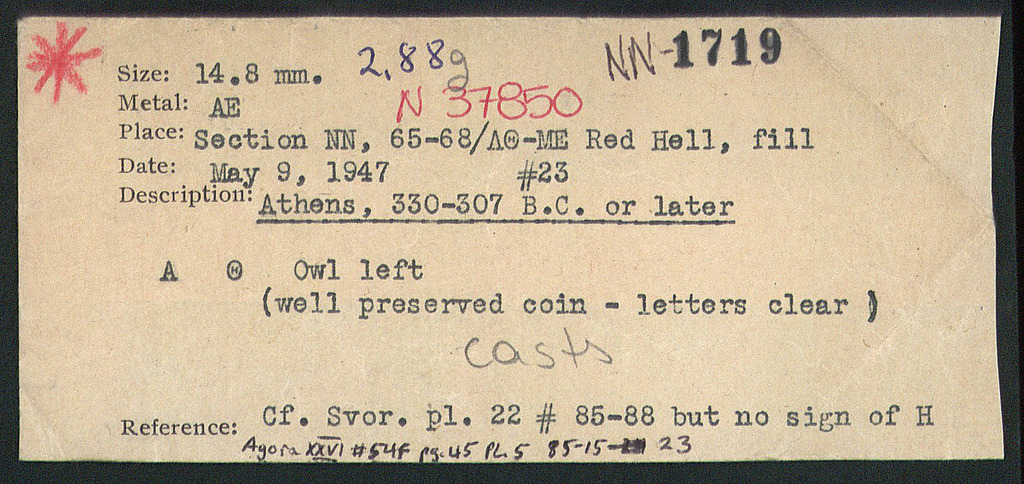 NN-1719
Size: 14.8 mm. 2.88g
Metal: AE N 37850
Place: Section NN, 65-68/ΛΘ-ΜΕ Red Hell, fill
Date: May 9, 1947 #23
Description: Athens, 330-307 B.C. or later
A Θ Owl left
(well preserved coin - letters clear )
casts
Reference: Cf. Svor. pl. 22 # 85-88 but no sign of H
Agora XXVI #54f pg. 45 PL. 5 85-15- 23